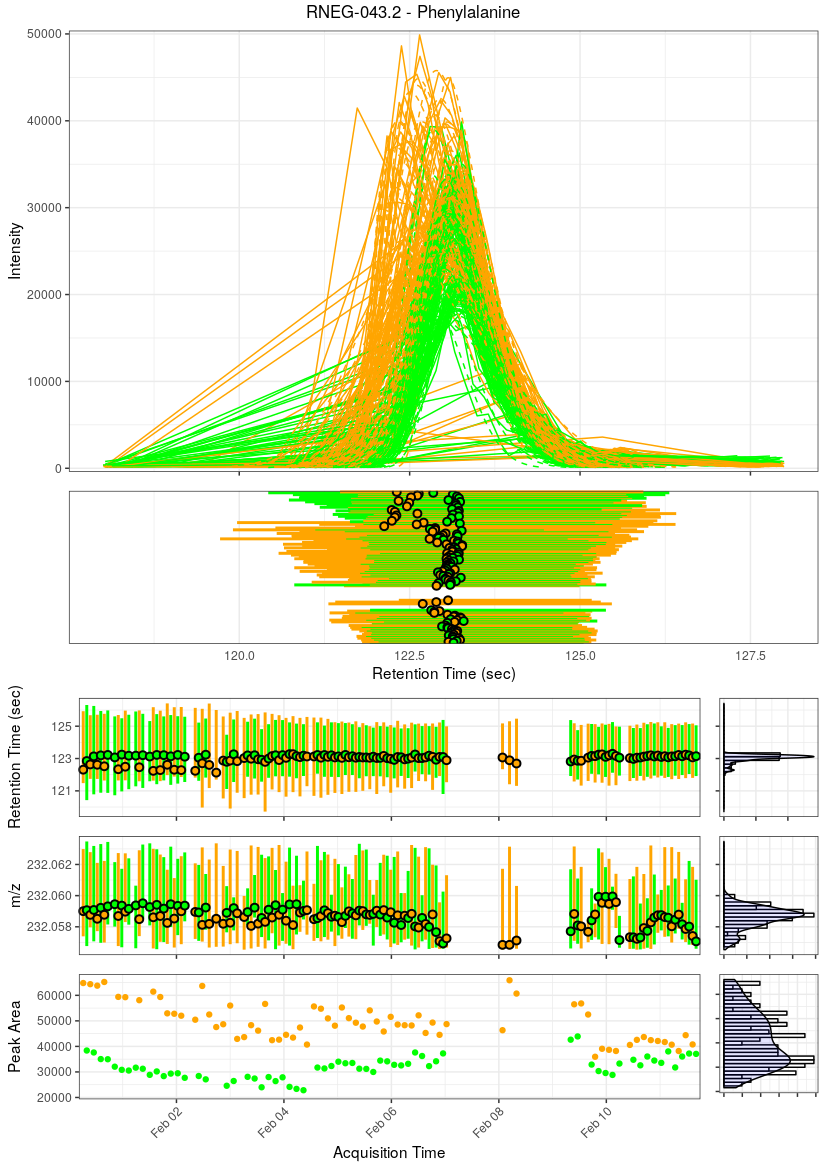 RNEG-043.2 - Phenylalanine
50000
40000
30000
20000
10000
0
Intensity
120.0
122.5
125.0
127.5
Retention Time (sec)
Retention Time (sec)
125
123
121
m/z
232.062
232.060
232.058
Peak Area
60000
50000
40000
30000
20000
Feb 02
Feb 04
Feb 06
Feb 08
Feb 10
Acquisition Time